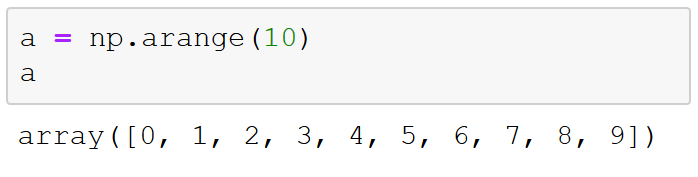 a = np.arange(10)
a
array([0, 1, 2, 3, 4, 5, 6, 7, 8, 9])